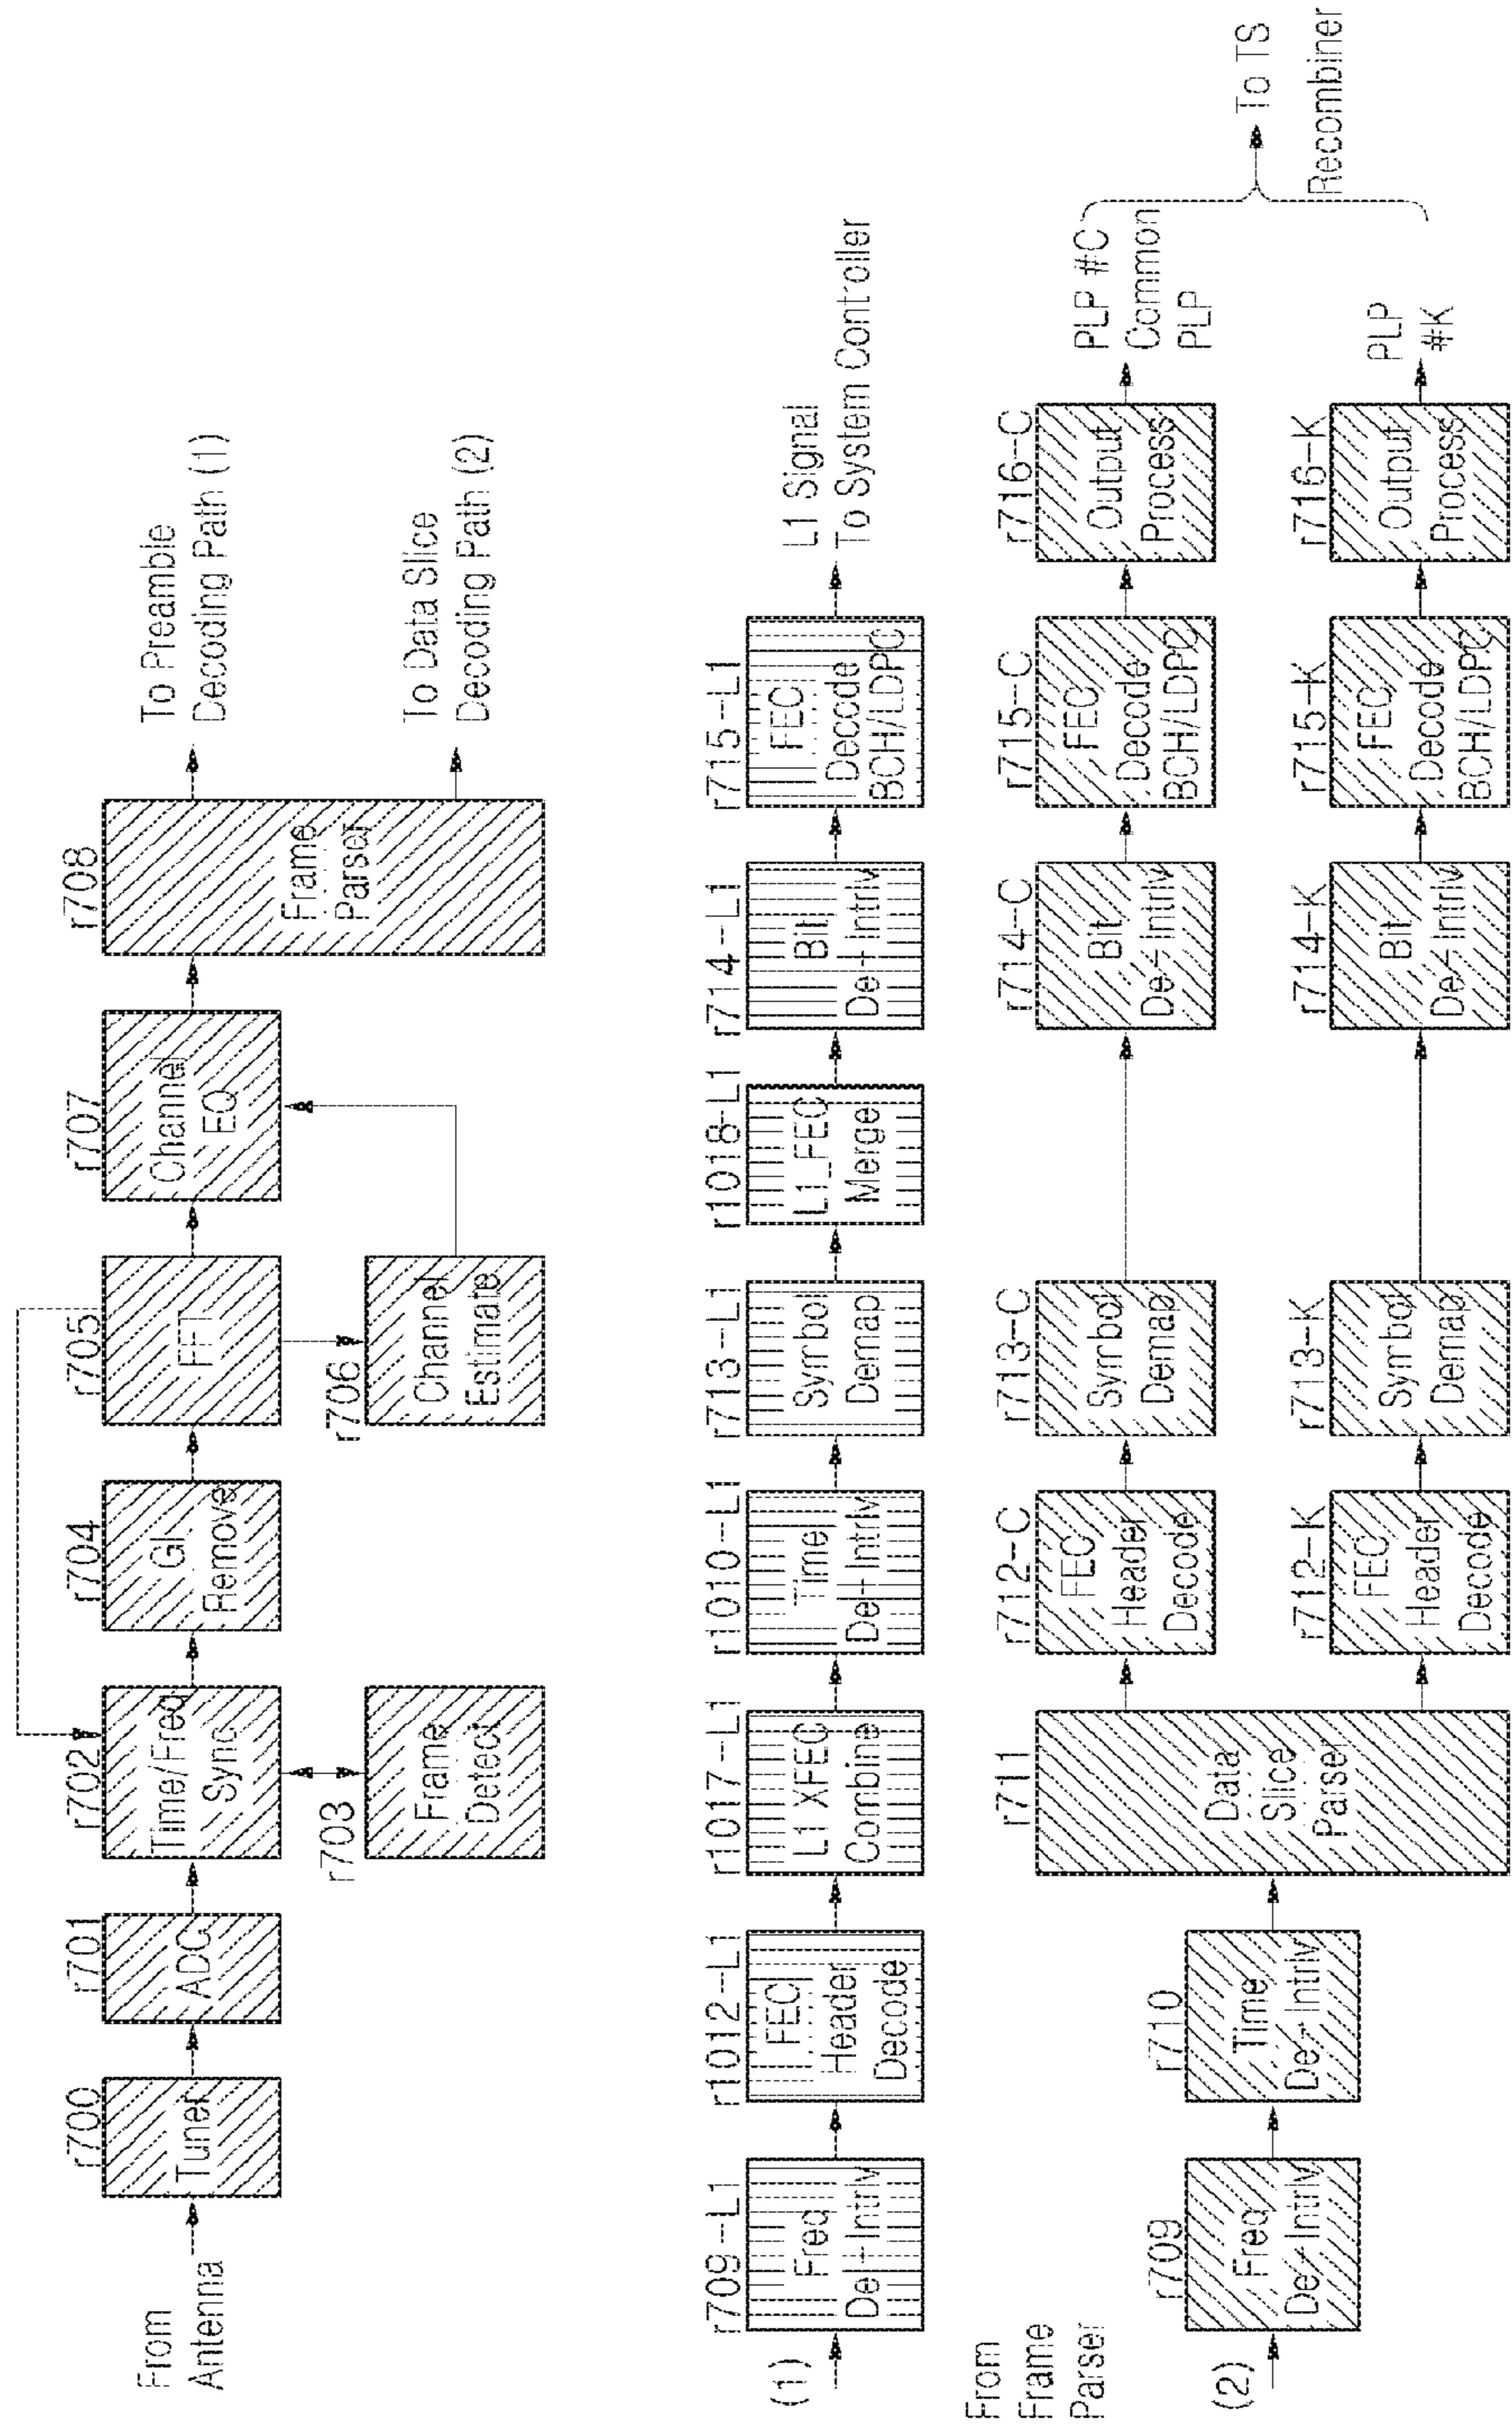 From
Antenna
r700
Tuner
r701
ADC
r702
Time/Freq
Sync
r703
Frame
Detect
r704
GI
Remove
r705
FFT
r706
Channel
Estimate
r707
Channel
EQ
r708
Frame
Parser
To Preamble
Decoding Path (1)
To Data Slice
Decoding Path (2)
(1)
r709-L1
Freq
De-Intrlv
r1012-L1
FEC
Header
Decode
r1017-L1
L1 XFEC
Combine
r1010-L1
Time
De-Intrlv
r713-L1
Symbol
Demap
r1018-L1
L1_FEC
Merge
r714-L1
Bit
De-Intrlv
r715-L1
FEC
Decode
BCH/LDPC
L1 Signal
To System Controller
From
Frame
Parser
(2)
r709
Freq
De-Intrlv
r710
Time
De-Intrlv
r711
Data
Slice
Parser
r712-C
FEC
Header
Decode
r713-C
Symbol
Demap
r714-C
Bit
De-Intrlv
r715-C
FEC
Decode
BCH/LDPC
r716-C
Output
Process
PLP #C
Common
PLP
r712-K
FEC
Header
Decode
r713-K
Symbol
Demap
r714-K
Bit
De-Intrlv
r715-K
FEC
Decode
BCH/LDPC
r716-K
Output
Process
PLP
#K
To TS
Recombiner